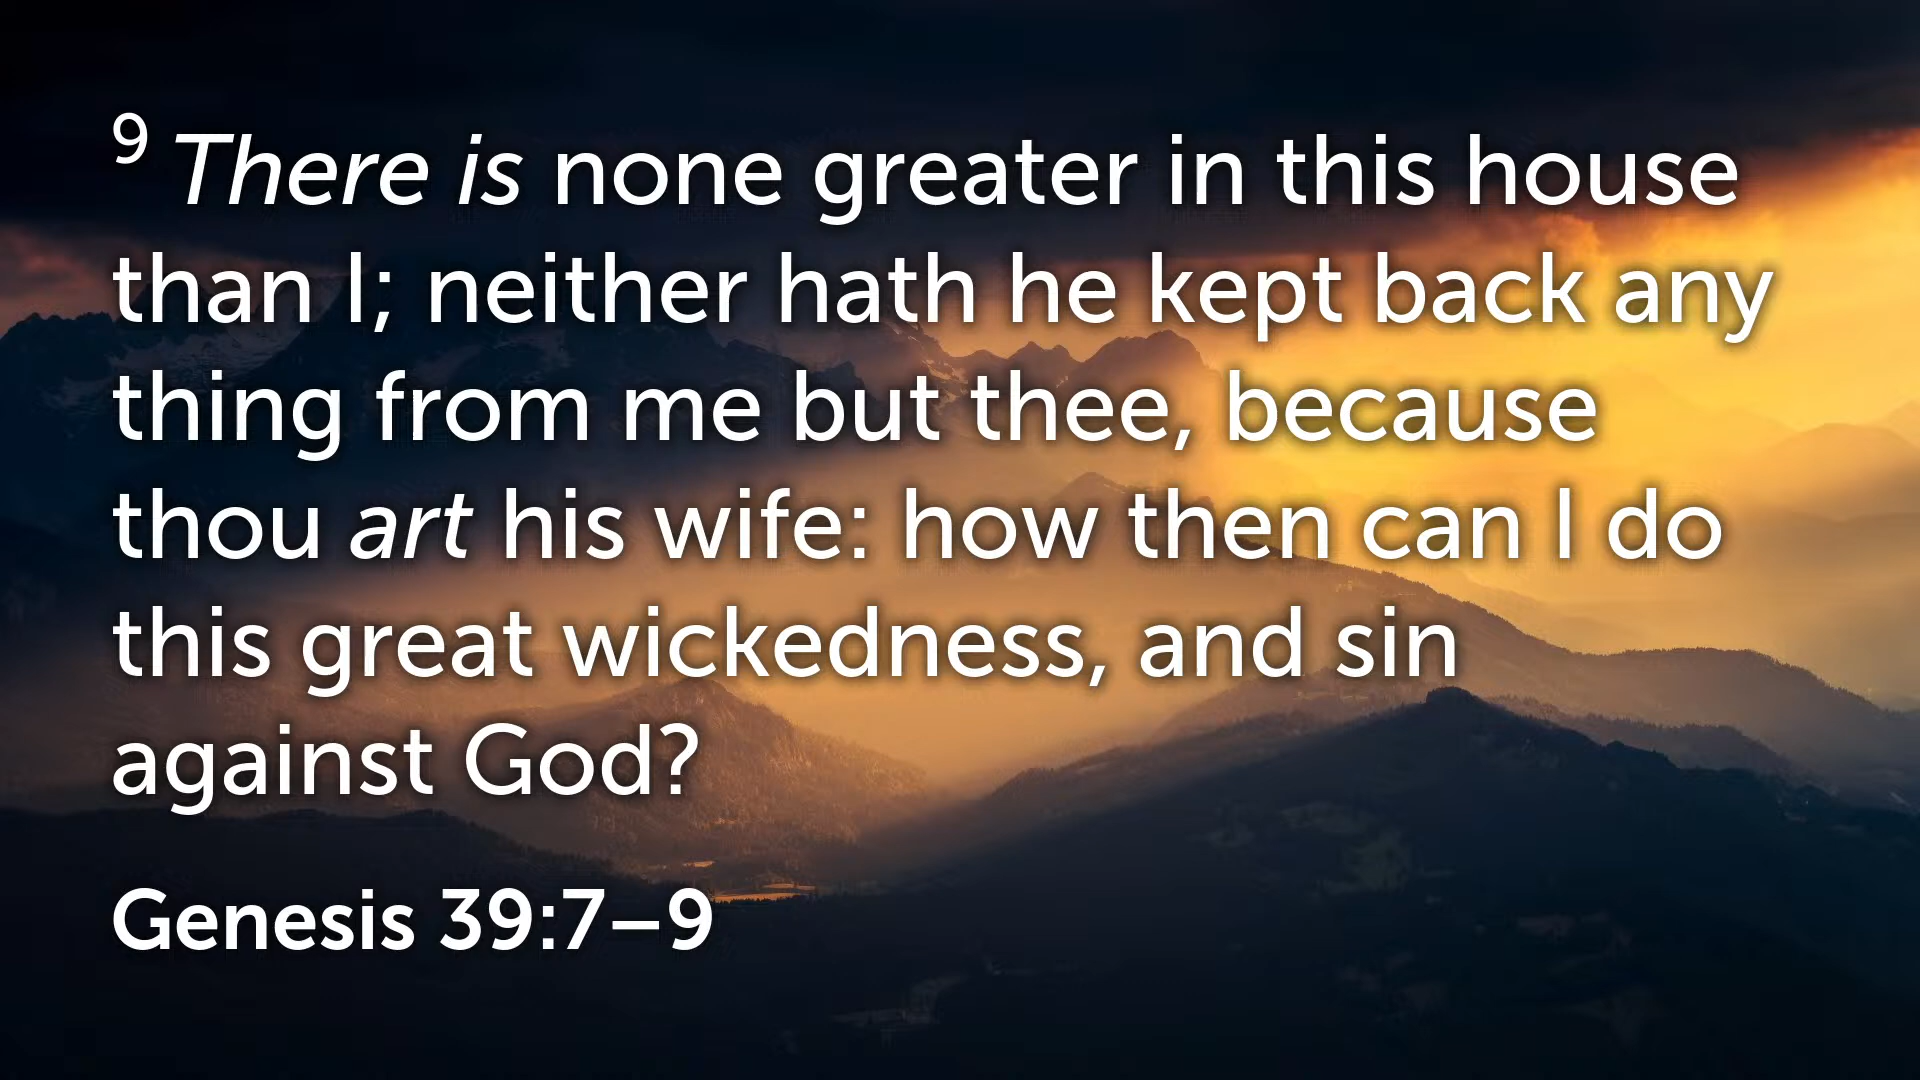 9 There is none greater in this house
than I; neither hath he kept back any
thing from me but thee, because
thou art his wife: how then can I do
this great wickedness, and sin
against God?
Genesis 39:7–9